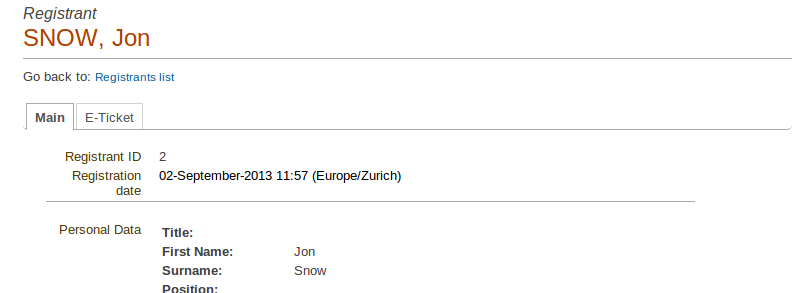 Registrant
SNOW, Jon
Go back to: Registrants list
Main E-Ticket
Registrant ID 2
Registration date 02-September-2013 11:57 (Europe/Zurich)
Personal Data Title:
First Name: Jon
Surname: Snow
Position: